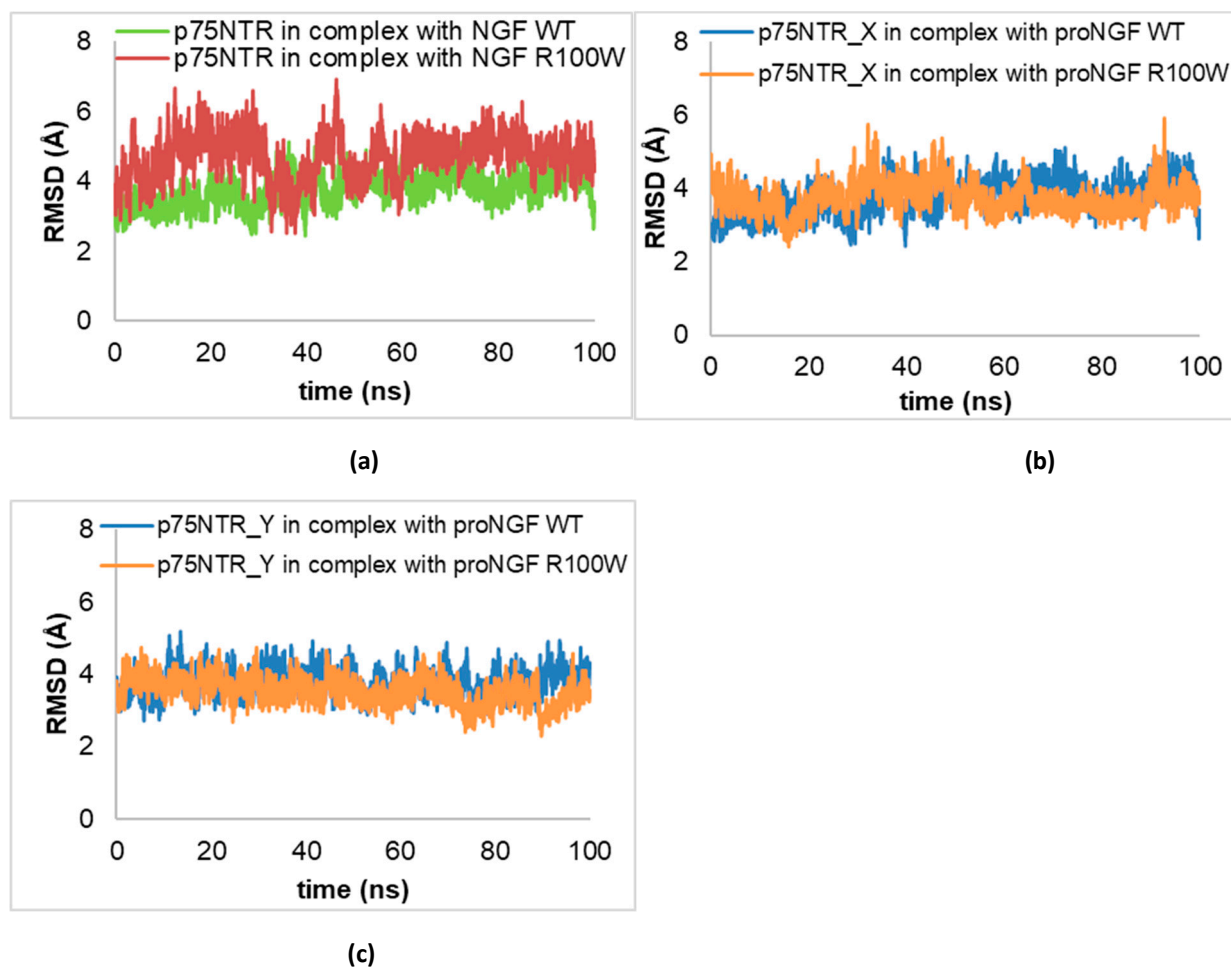 p75NTR in complex with NGF WT
p75NTR in complex with NGF R100W
8
6
4
2
0
RMSD (Å)
0 20 40 60 80 100
time (ns)
(a)
p75NTR_X in complex with proNGF WT
p75NTR_X in complex with proNGF R100W
8
6
4
2
0
RMSD (Å)
0 20 40 60 80 100
time (ns)
(b)
p75NTR_Y in complex with proNGF WT
p75NTR_Y in complex with proNGF R100W
8
6
4
2
0
RMSD (Å)
0 20 40 60 80 100
time (ns)
(c)